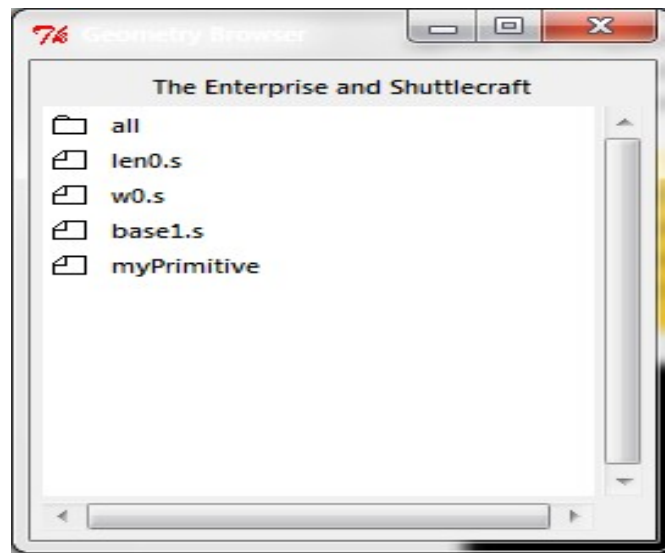 Geometry Browser
The Enterprise and Shuttlecraft
all
len0.s
w0.s
base1.s
myPrimitive